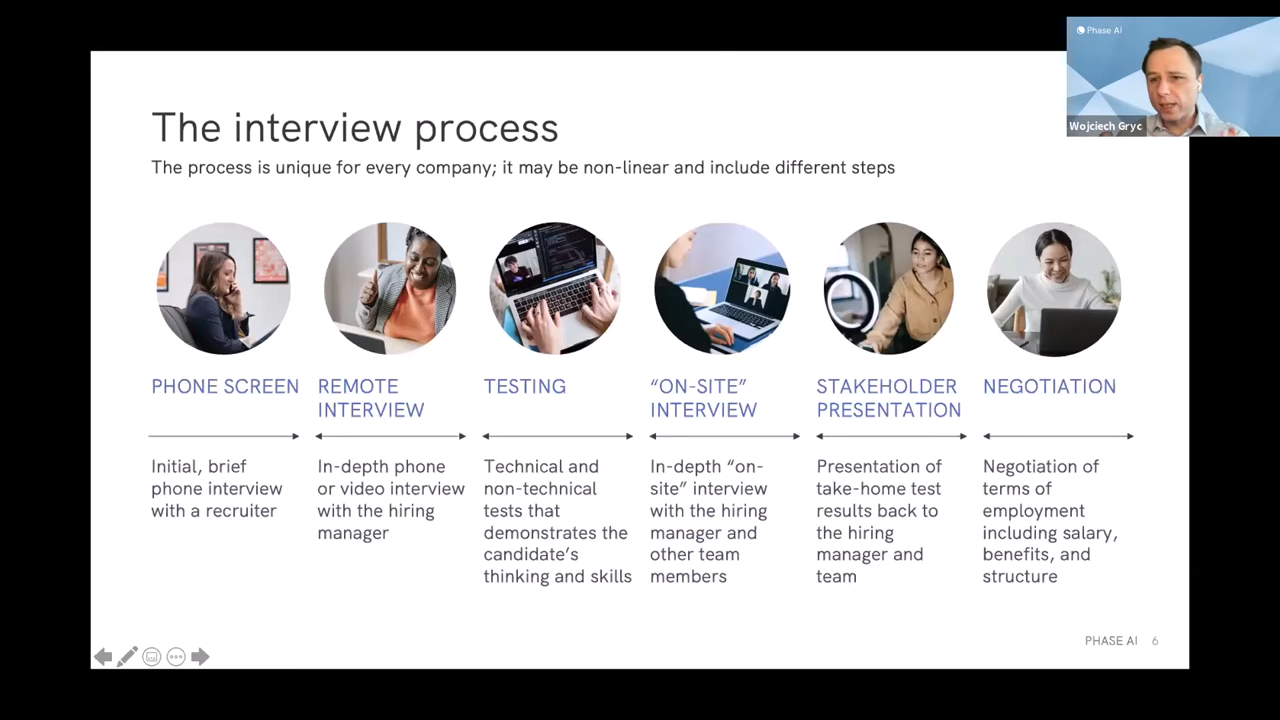 Phase AI
Wojciech Gryc
The interview process
The process is unique for every company; it may be non-linear and include different steps
PHONE SCREEN
Initial, brief
phone interview
with a recruiter
REMOTE
INTERVIEW
In-depth phone
or video interview
with the hiring
manager
TESTING
Technical and
non-technical
tests that
demonstrates the
candidate’s
thinking and skills
“ON-SITE”
INTERVIEW
In-depth “on-
site” interview
with the hiring
manager and
other team
members
STAKEHOLDER
PRESENTATION
Presentation of
take-home test
results back to
the hiring
manager and
team
NEGOTIATION
Negotiation of
terms of
employment
including salary,
benefits, and
structure
PHASE AI 6